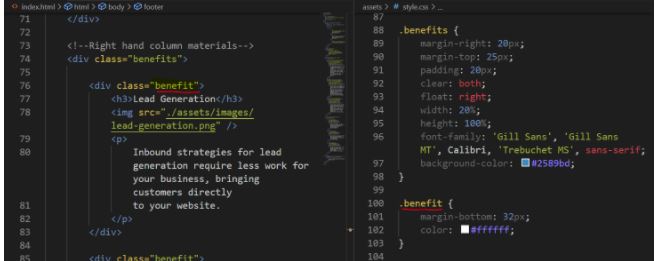 index.html > html > body > footer
71 </div>
72
73 <!--Right hand column materials-->
74 <div class="benefits">
75
76 <div class="benefit">
77 <h3>Lead Generation</h3>
78 <img src="./assets/images/
lead-generation.png" />
79 <p>
80 Inbound strategies for lead
generation require less work for
your business, bringing
customers directly
81 to your website.
82 </p>
83 </div>
84
85 <div class="benefit">
assets > # style.css > ...
87
88 .benefits {
89 margin-right: 20px;
90 margin-top: 25px;
91 padding: 20px;
92 clear: both;
93 float: right;
94 width: 20%;
95 height: 100%;
96 font-family: 'Gill Sans', 'Gill Sans
MT', Calibri, 'Trebuchet MS', sans-serif;
97 background-color: #2589bd;
98 }
99
100 .benefit {
101 margin-bottom: 32px;
102 color: #ffffff;
103 }
104